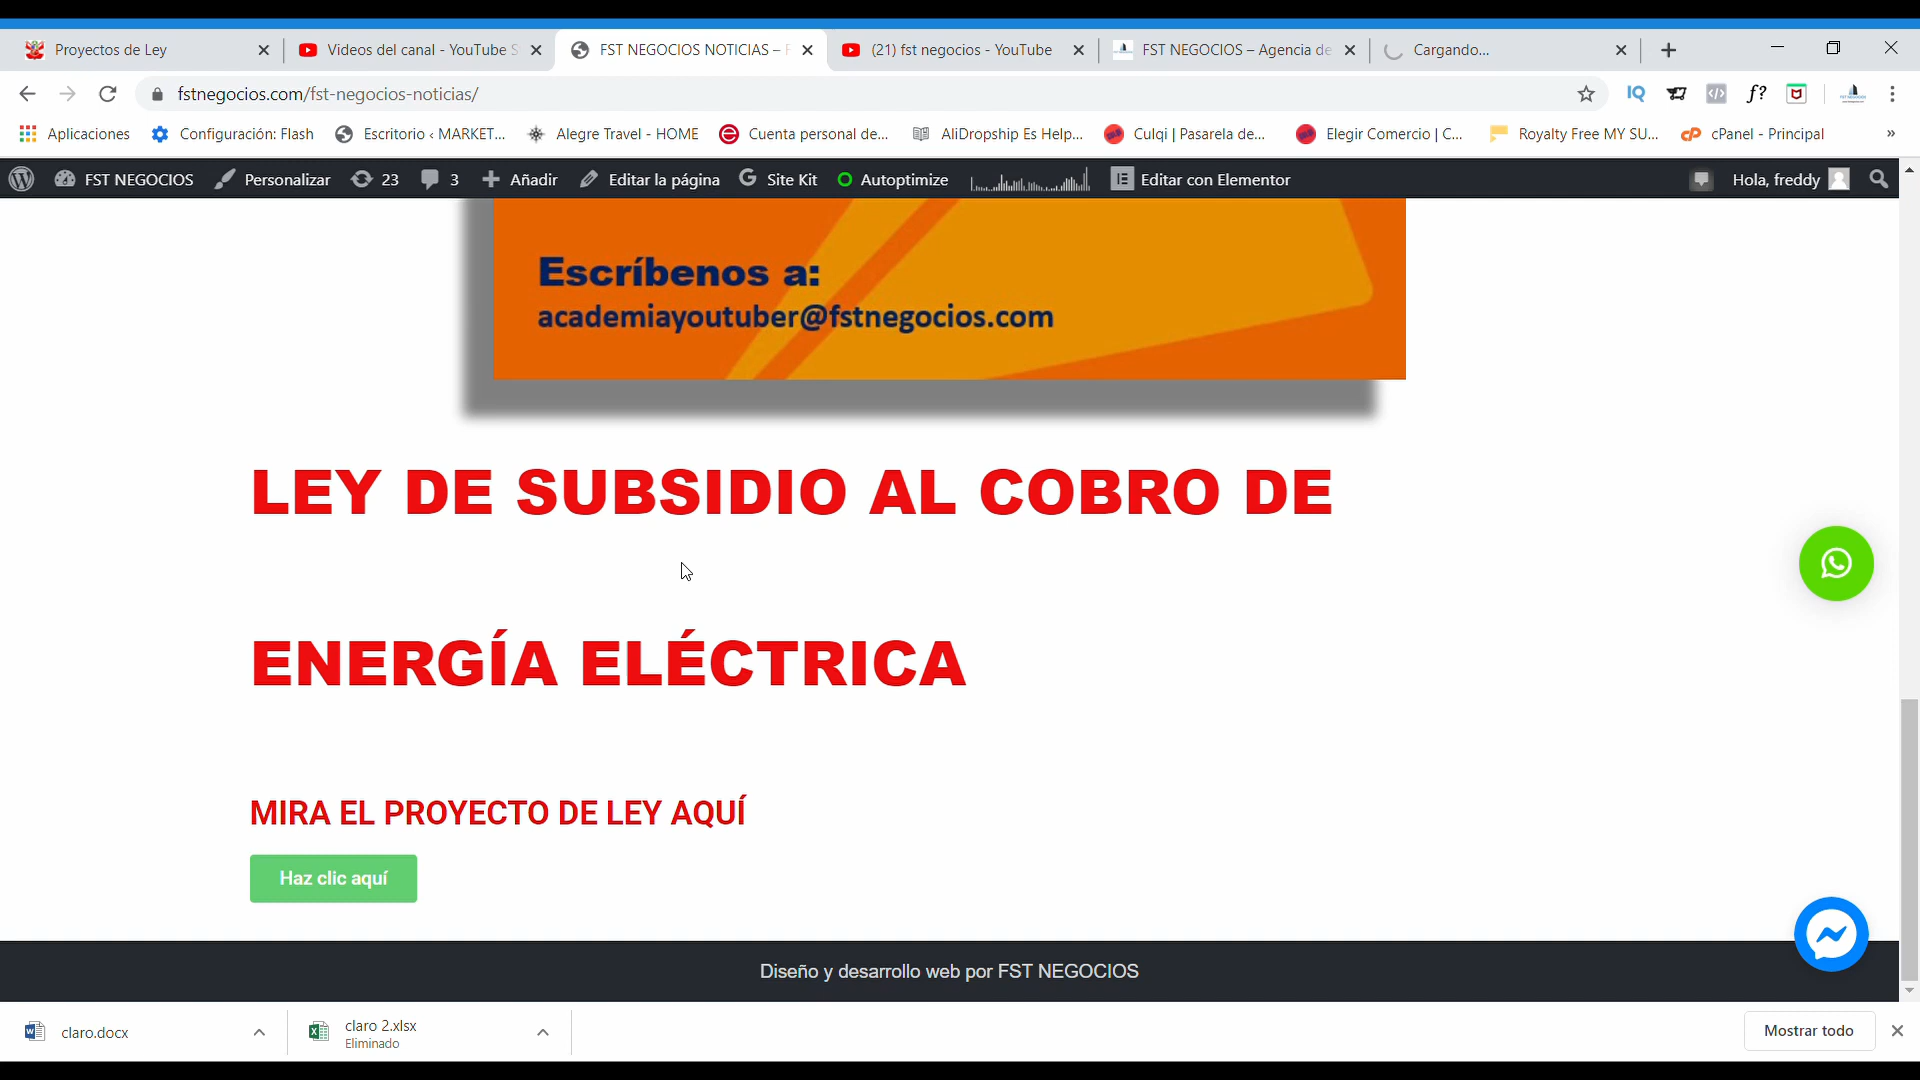 Proyectos de Ley
Videos del canal - YouTube S
FST NEGOCIOS NOTICIAS – F
(21) fst negocios - YouTube
FST NEGOCIOS – Agencia de
Cargando...
fstnegocios.com/fst-negocios-noticias/
IQ
f?
Aplicaciones
Configuración: Flash
Escritorio ‹ MARKET...
Alegre Travel - HOME
Cuenta personal de...
AliDropship Es Help...
Culqi | Pasarela de...
Elegir Comercio | C...
Royalty Free MY SU...
cPanel - Principal
»
FST NEGOCIOS
Personalizar
23
3
Añadir
Editar la página
Site Kit
Autoptimize
Editar con Elementor
Hola, freddy
Escríbenos a:
academiayoutuber@fstnegocios.com
LEY DE SUBSIDIO AL COBRO DE
ENERGÍA ELÉCTRICA
MIRA EL PROYECTO DE LEY AQUÍ
Haz clic aquí
Diseño y desarrollo web por FST NEGOCIOS
claro.docx
claro 2.xlsx
Eliminado
Mostrar todo